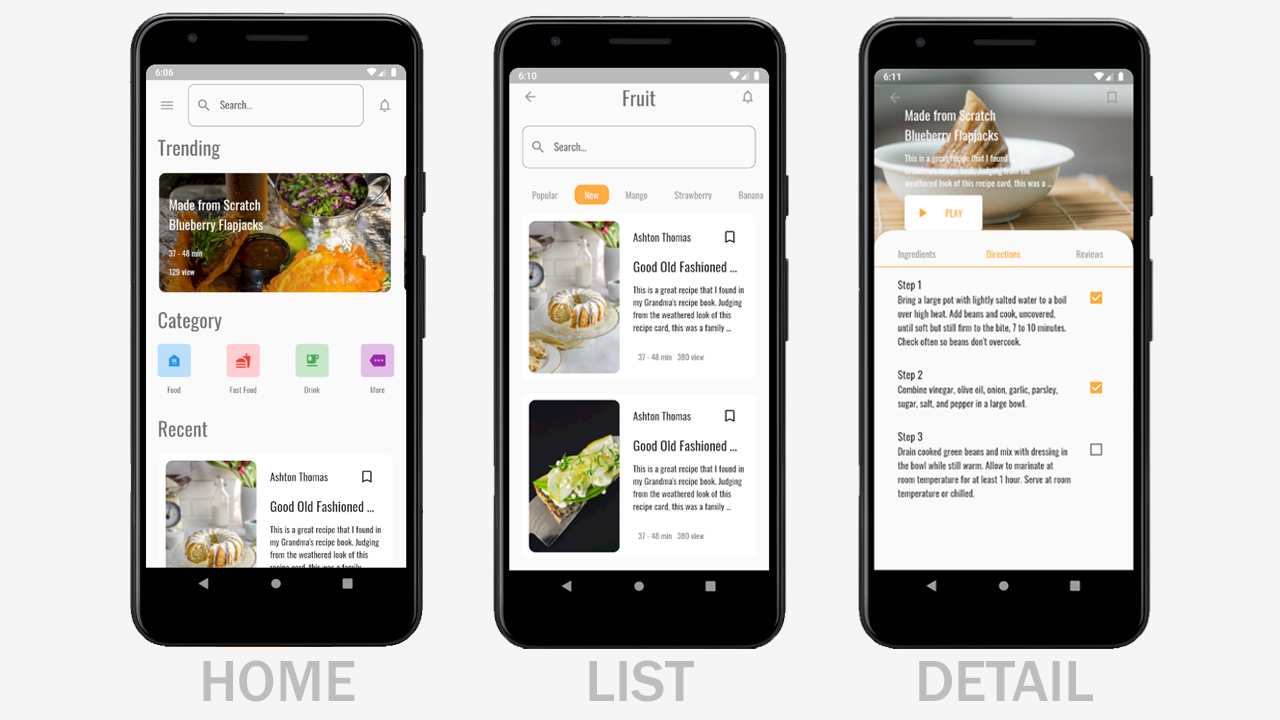 6:06
Search...
Trending
Made from Scratch
Blueberry Flapjacks
37 - 48 min
129 view
Category
Food
Fast Food
Drink
More
Recent
Ashton Thomas
Good Old Fashioned ...
This is a great recipe that I found in
my Grandma's recipe book. Judging
from the weathered look of this
recipe card, this was a family
HOME
6:10
Fruit
Search...
Popular
New
Mango
Strawberry
Banana
Ashton Thomas
Good Old Fashioned ...
This is a great recipe that I found in
my Grandma's recipe book. Judging
from the weathered look of this
recipe card, this was a family ...
37 - 48 min 380 view
Ashton Thomas
Good Old Fashioned ...
This is a great recipe that I found in
my Grandma's recipe book. Judging
from the weathered look of this
recipe card, this was a family ...
37 - 48 min 380 view
LIST
6:11
Made from Scratch
Blueberry Flapjacks
This is a great recipe that I found
in my Grandma's recipe book. Judging from the
weathered look of this recipe card, this was a ...
PLAY
Ingredients
Directions
Reviews
Step 1
Bring a large pot with lightly salted water to a boil
over high heat. Add beans and cook, uncovered,
until soft but still firm to the bite, 7 to 10 minutes.
Check often so beans don't overcook.
Step 2
Combine vinegar, olive oil, onion, garlic, parsley,
sugar, salt, and pepper in a large bowl.
Step 3
Drain cooked green beans and mix with dressing in
the bowl while still warm. Allow to marinate at
room temperature for at least 1 hour. Serve at room
temperature or chilled.
DETAIL